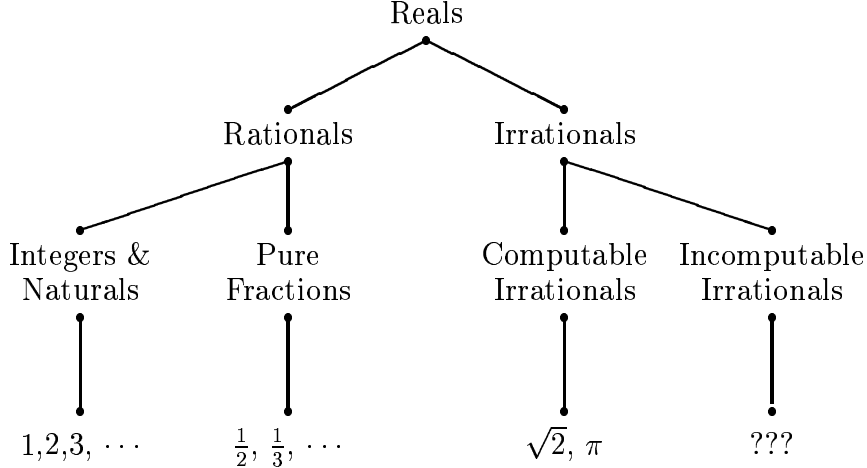 Reals
Rationals
Irrationals
Integers &
Naturals
Pure
Fractions
Computable
Irrationals
Incomputable
Irrationals
1,2,3, ⋯
1/2, 1/3, ⋯
√2, π
???